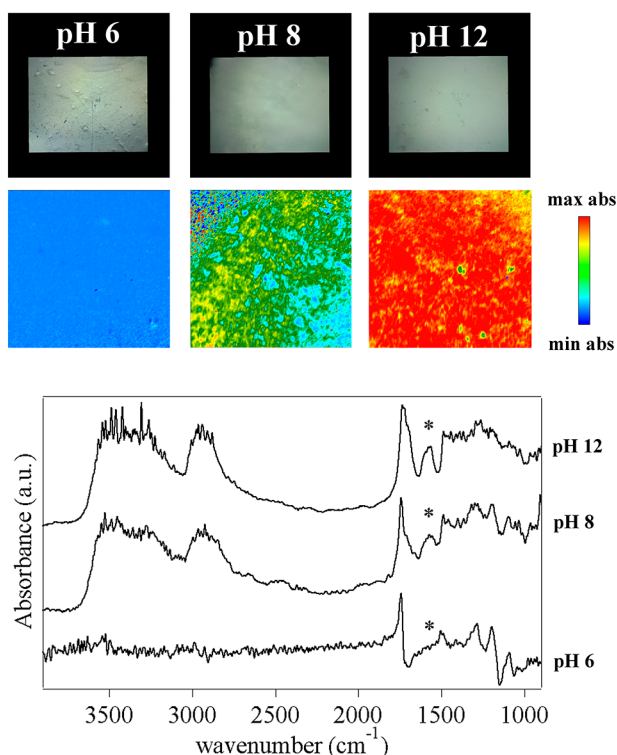 pH 6
pH 8
pH 12
max abs
min abs
*
pH 12
*
pH 8
*
pH 6
Absorbance (a.u.)
3500 3000 2500 2000 1500 1000
wavenumber (cm⁻¹)